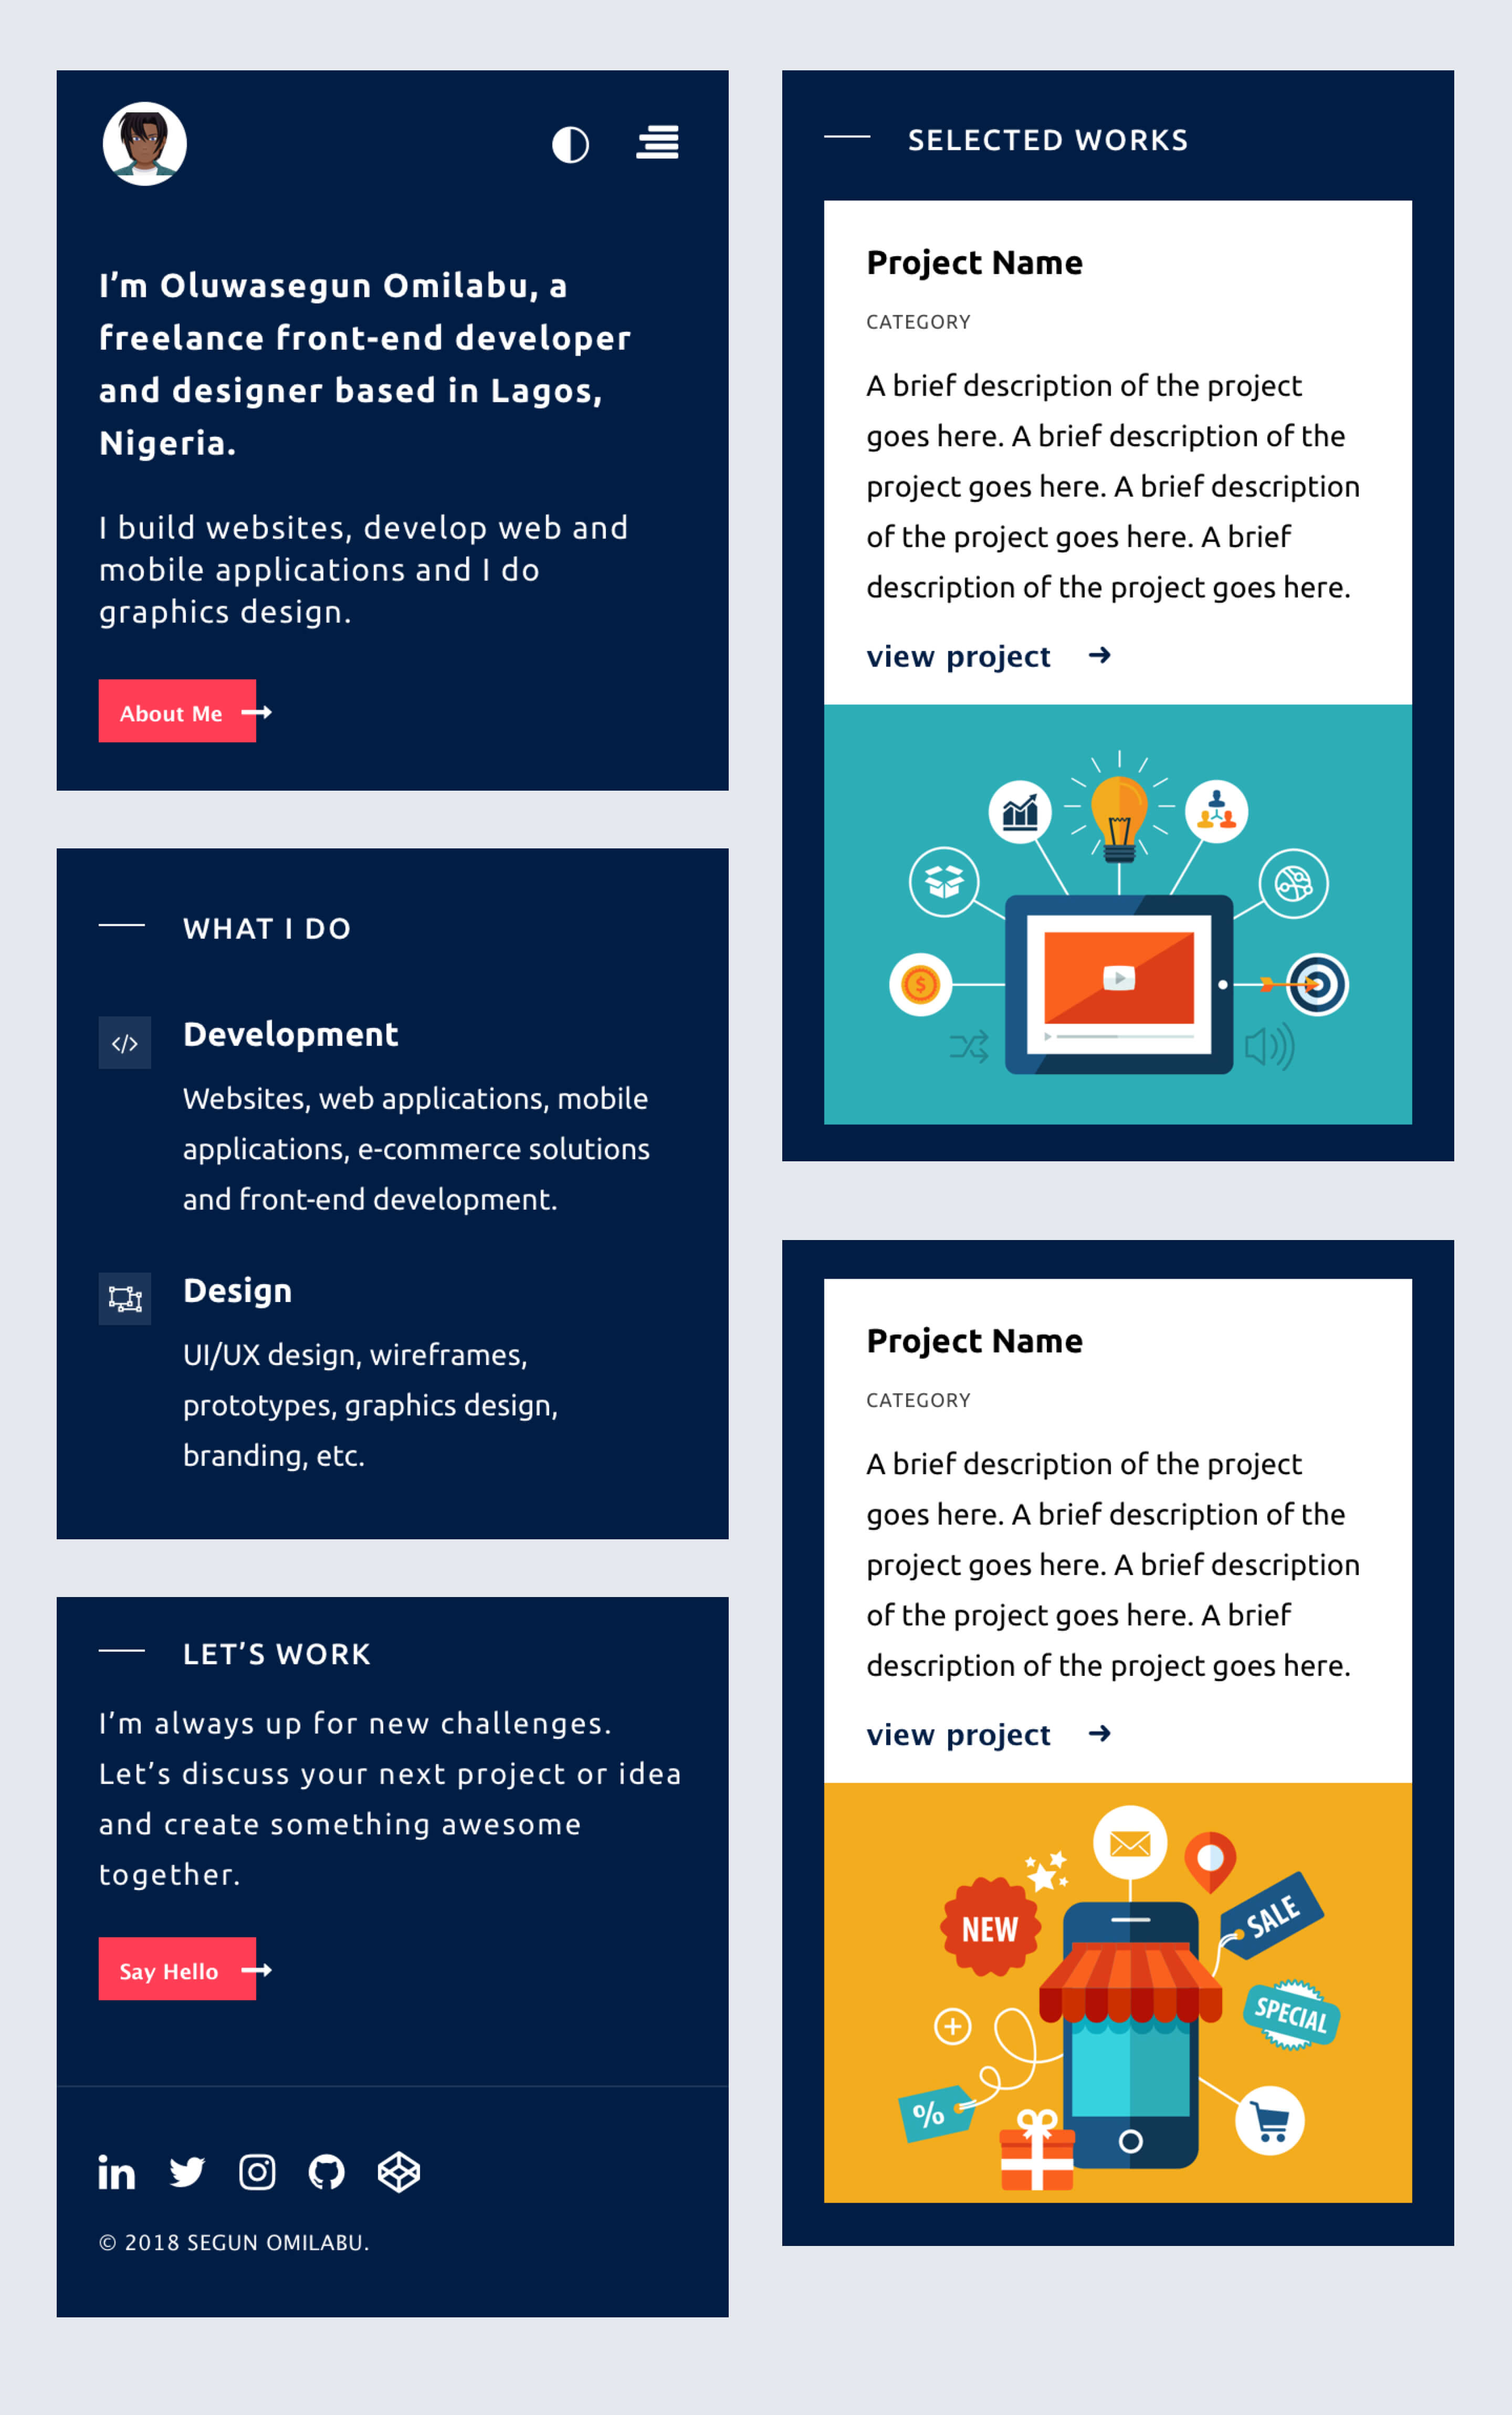 I’m Oluwasegun Omilabu, a
freelance front-end developer
and designer based in Lagos,
Nigeria.
I build websites, develop web and
mobile applications and I do
graphics design.
About Me
WHAT I DO
</>
Development
Websites, web applications, mobile
applications, e-commerce solutions
and front-end development.
Design
UI/UX design, wireframes,
prototypes, graphics design,
branding, etc.
LET’S WORK
I’m always up for new challenges.
Let’s discuss your next project or idea
and create something awesome
together.
Say Hello
in
© 2018 SEGUN OMILABU.
SELECTED WORKS
Project Name
CATEGORY
A brief description of the project
goes here. A brief description of the
project goes here. A brief description
of the project goes here. A brief
description of the project goes here.
view project
$
Project Name
CATEGORY
A brief description of the project
goes here. A brief description of the
project goes here. A brief description
of the project goes here. A brief
description of the project goes here.
view project
NEW
SALE
SPECIAL
%